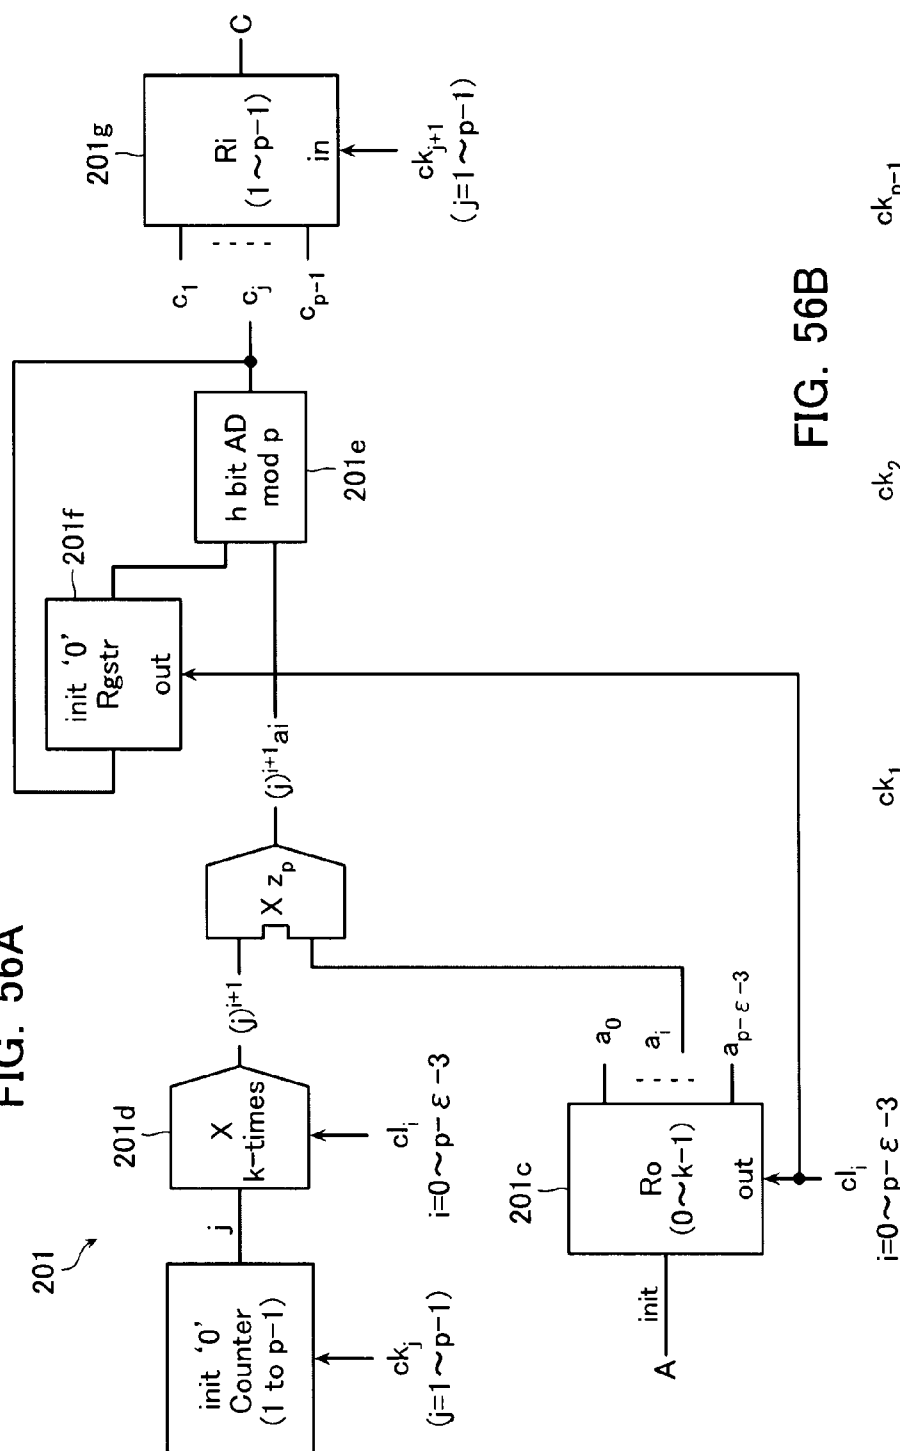 FIG. 56A
201
init ‘0’
Counter
(1 to p-1)
ck_j
(j=1～p-1)
j
201d
X
k-times
cl_i
i=0～p-ε-3
(j)^{i+1}
A
init
201c
Ro
(0～k-1)
out
cl_i
i=0～p-ε-3
a_0
a_i
a_{p-ε-3}
X z_p
(j)^{i+1}ai
201f
init ‘0’
Rgstr
out
h bit AD
mod p
201e
c_1
c_j
c_{p-1}
201g
Ri
(1～p-1)
in
C
ck_{j+1}
(j=1～p-1)
FIG. 56B
ck_1
ck_2
ck_{p-1}